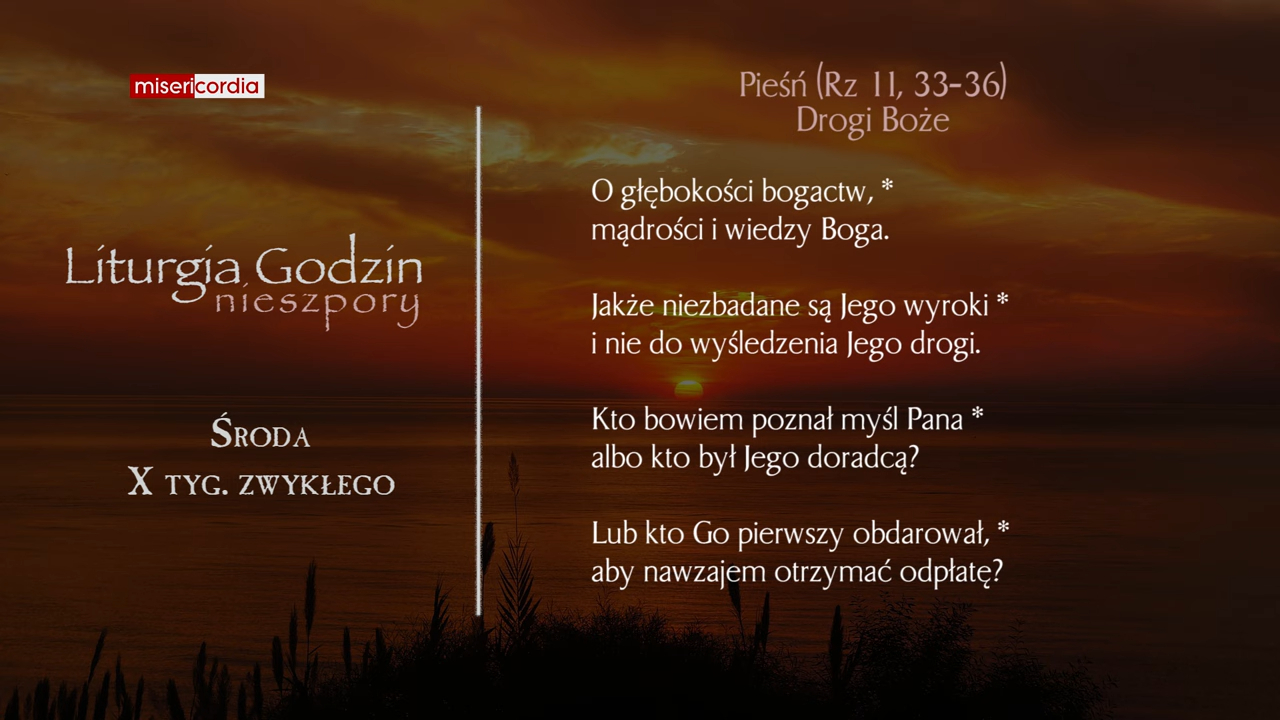 misericordia
Liturgia Godzin
nieszpory
Środa
X tyg. zwykłego
Pieśń (Rz 11, 33-36)
Drogi Boże
O głębokości bogactw, *
mądrości i wiedzy Boga.
Jakże niezbadane są Jego wyroki *
i nie do wyśledzenia Jego drogi.
Kto bowiem poznał myśl Pana *
albo kto był Jego doradcą?
Lub kto Go pierwszy obdarował, *
aby nawzajem otrzymać odpłatę?